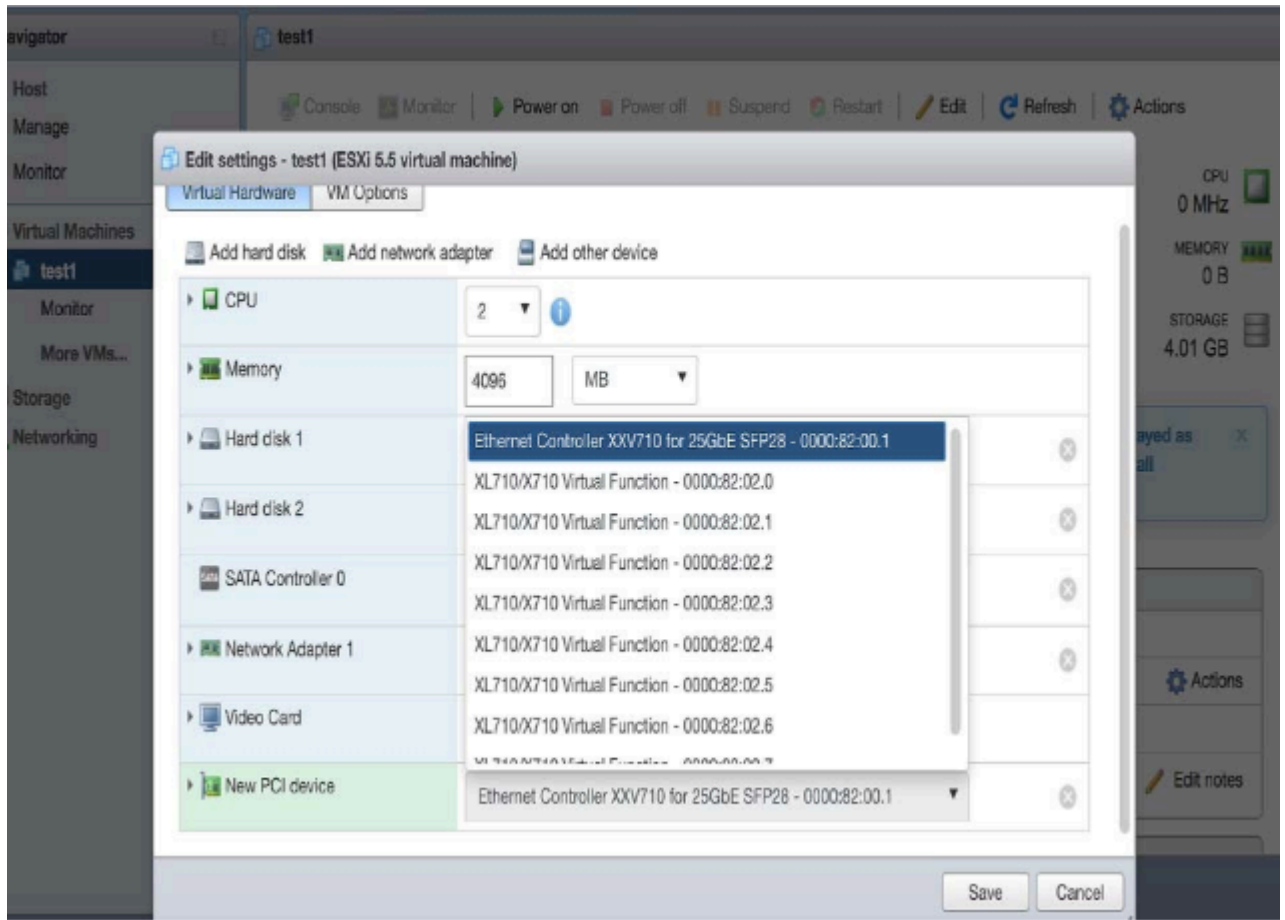 avigator
test1
Host
Manage
Monitor
Virtual Machines
test1
Monitor
More VMs...
Storage
Networking
Console Monitor Power on Power off Suspend Restart Edit Refresh Actions
CPU
0 MHz
MEMORY
0 B
STORAGE
4.01 GB
ayed as
all
Actions
Edit notes
Edit settings - test1 (ESXi 5.5 virtual machine)
Virtual Hardware VM Options
Add hard disk Add network adapter Add other device
CPU 2
Memory 4096 MB
Hard disk 1
Hard disk 2
SATA Controller 0
Network Adapter 1
Video Card
New PCI device
Ethernet Controller XXV710 for 25GbE SFP28 - 0000:82:00.1
XL710/X710 Virtual Function - 0000:82:02.0
XL710/X710 Virtual Function - 0000:82:02.1
XL710/X710 Virtual Function - 0000:82:02.2
XL710/X710 Virtual Function - 0000:82:02.3
XL710/X710 Virtual Function - 0000:82:02.4
XL710/X710 Virtual Function - 0000:82:02.5
XL710/X710 Virtual Function - 0000:82:02.6
XL710/X710 Virtual Function - 0000:82:02.7
Ethernet Controller XXV710 for 25GbE SFP28 - 0000:82:00.1
Save Cancel